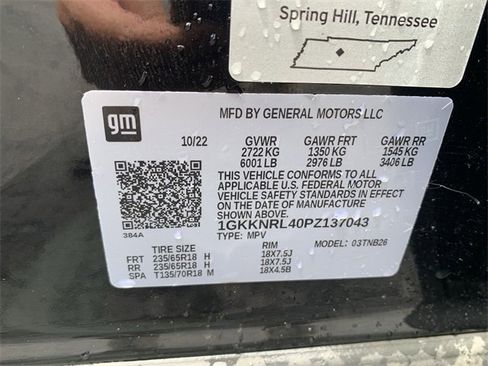 Spring Hill, Tennessee
gm
MFD BY GENERAL MOTORS LLC
10/22 GVWR GAWR FRT GAWR RR
2722 KG 1350 KG 1545 KG
6001 LB 2976 LB 3406 LB
THIS VEHICLE CONFORMS TO ALL
APPLICABLE U.S. FEDERAL MOTOR
VEHICLE SAFETY STANDARDS IN EFFECT
ON THE DATE OF MANUFACTURE SHOWN ABOVE.
1GKKNRL40PZ137043
384A
TYPE: MPV MODEL: 03TNB26
TIRE SIZE RIM
FRT 235/65R18 H 18X7.5J
RR 235/65R18 H 18X7.5J
SPA T135/70R18 M 18X4.5B